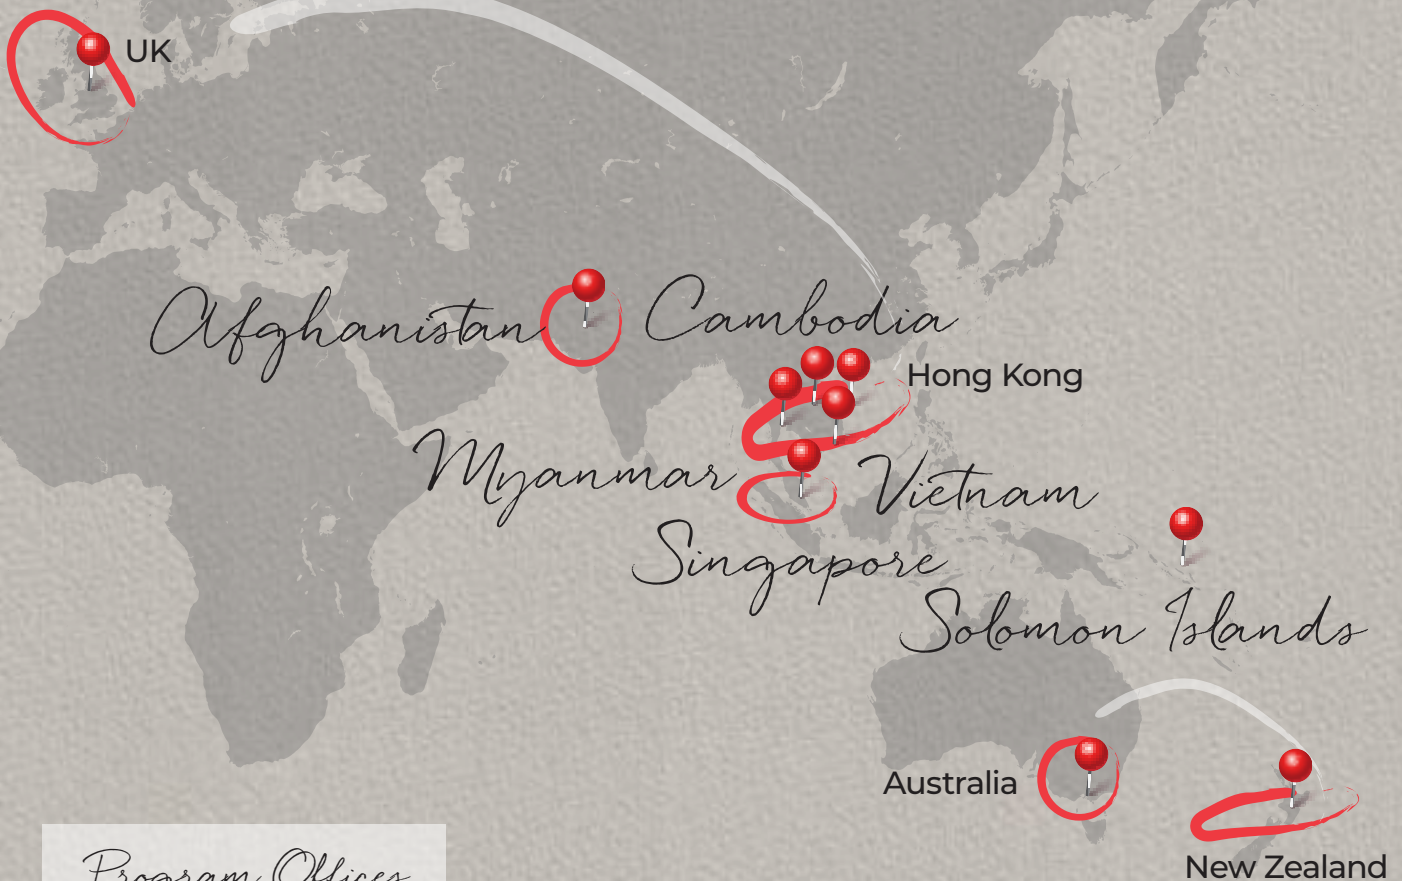 UK
Afghanistan
Cambodia
Hong Kong
Myanmar
Vietnam
Singapore
Solomon Islands
Australia
New Zealand
Program Offices